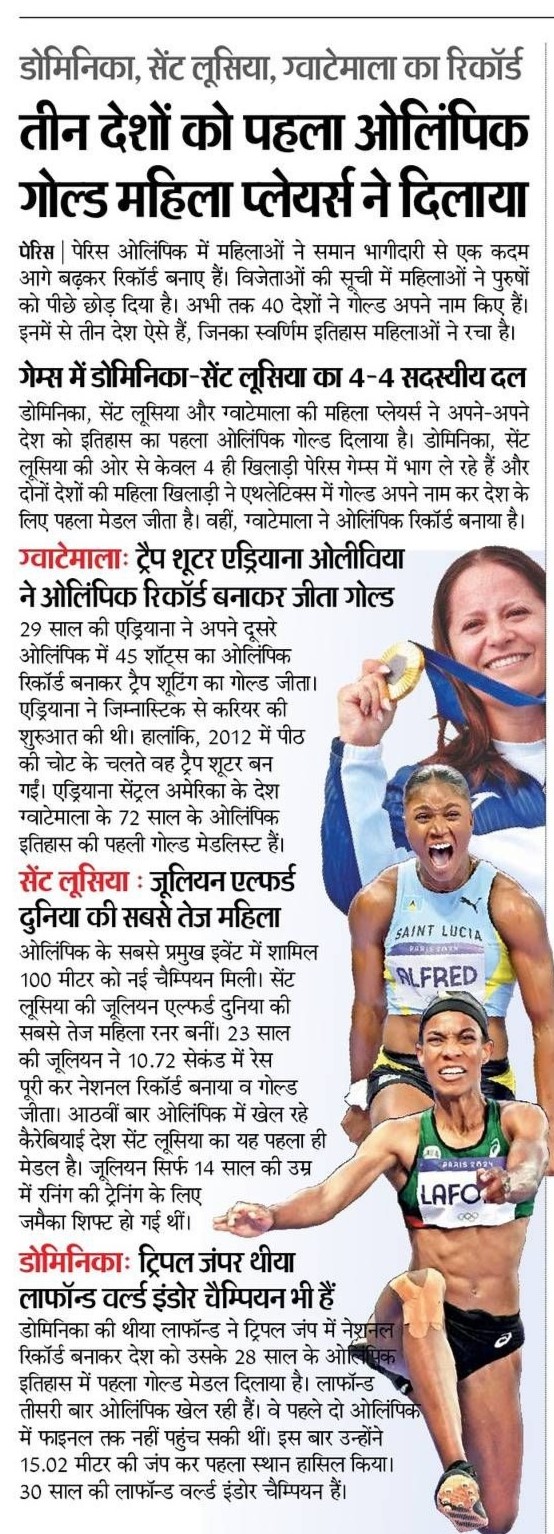 डोमिनिका, सेंट लूसिया, ग्वाटेमाला का रिकॉर्ड
तीन देशों को पहला ओलिंपिक
गोल्ड महिला प्लेयर्स ने दिलाया
पेरिस | पेरिस ओलिंपिक में महिलाओं ने समान भागीदारी से एक कदम
आगे बढ़कर रिकॉर्ड बनाए हैं। विजेताओं की सूची में महिलाओं ने पुरुषों
को पीछे छोड़ दिया है। अभी तक 40 देशों ने गोल्ड अपने नाम किए हैं।
इनमें से तीन देश ऐसे हैं, जिनका स्वर्णिम इतिहास महिलाओं ने रचा है।
गेम्स में डोमिनिका-सेंट लूसिया का 4-4 सदस्यीय दल
डोमिनिका, सेंट लूसिया और ग्वाटेमाला की महिला प्लेयर्स ने अपने-अपने
देश को इतिहास का पहला ओलिंपिक गोल्ड दिलाया है। डोमिनिका, सेंट
लूसिया की ओर से केवल 4 ही खिलाड़ी पेरिस गेम्स में भाग ले रहे हैं और
दोनों देशों की महिला खिलाड़ी ने एथलेटिक्स में गोल्ड अपने नाम कर देश के
लिए पहला मेडल जीता है। वहीं, ग्वाटेमाला ने ओलिंपिक रिकॉर्ड बनाया है।
ग्वाटेमालाः ट्रैप शूटर एड्रियाना ओलीविया
ने ओलिंपिक रिकॉर्ड बनाकर जीता गोल्ड
29 साल की एड्रियाना ने अपने दूसरे
ओलिंपिक में 45 शॉट्स का ओलिंपिक
रिकॉर्ड बनाकर ट्रैप शूटिंग का गोल्ड जीता।
एड्रियाना ने जिम्नास्टिक से करियर की
शुरुआत की थी। हालांकि, 2012 में पीठ
की चोट के चलते वह ट्रैप शूटर बन
गईं। एड्रियाना सेंट्रल अमेरिका के देश
ग्वाटेमाला के 72 साल के ओलिंपिक
इतिहास की पहली गोल्ड मेडलिस्ट हैं।
सेंट लूसिया : जूलियन एल्फर्ड
दुनिया की सबसे तेज महिला
ओलिंपिक के सबसे प्रमुख इवेंट में शामिल
100 मीटर को नई चैम्पियन मिली। सेंट
लूसिया की जूलियन एल्फर्ड दुनिया की
सबसे तेज महिला रनर बनीं। 23 साल
की जूलियन ने 10.72 सेकंड में रेस
पूरी कर नेशनल रिकॉर्ड बनाया व गोल्ड
जीता। आठवीं बार ओलिंपिक में खेल रहे
कैरेबियाई देश सेंट लूसिया का यह पहला ही
मेडल है। जूलियन सिर्फ 14 साल की उम्र
में रनिंग की ट्रेनिंग के लिए
जमैका शिफ्ट हो गई थीं।
SAINT LUCIA
PARIS 2024
ALFRED
PARIS 2024
डोमिनिकाः ट्रिपल जंपर थीया
लाफॉन्ड वर्ल्ड इंडोर चैम्पियन भी हैं
डोमिनिका की थीया लाफॉन्ड ने ट्रिपल जंप में नेशनल
रिकॉर्ड बनाकर देश को उसके 28 साल के ओलिंपिक
इतिहास में पहला गोल्ड मेडल दिलाया है। लाफॉन्ड
तीसरी बार ओलिंपिक खेल रही हैं। वे पहले दो ओलिंपिक
में फाइनल तक नहीं पहुंच सकी थीं। इस बार उन्होंने
15.02 मीटर की जंप कर पहला स्थान हासिल किया।
30 साल की लाफॉन्ड वर्ल्ड इंडोर चैम्पियन हैं।